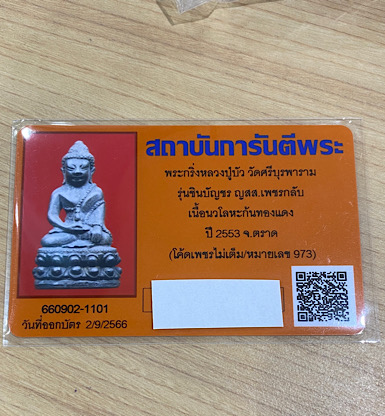 สถาบันการันตีพระ
พระกริ่งหลวงปู่บัว วัดศรีบุรพาราม
รุ่นชินบัญชร ญสส.เพชรกลับ
เนื้อนวโลหะก้นทองแดง
ปี 2553 จ.ตราด
(โค้ดเพชรไม่เต็ม/หมายเลข 973)
660902-1101
วันที่ออกบัตร 2/9/2566